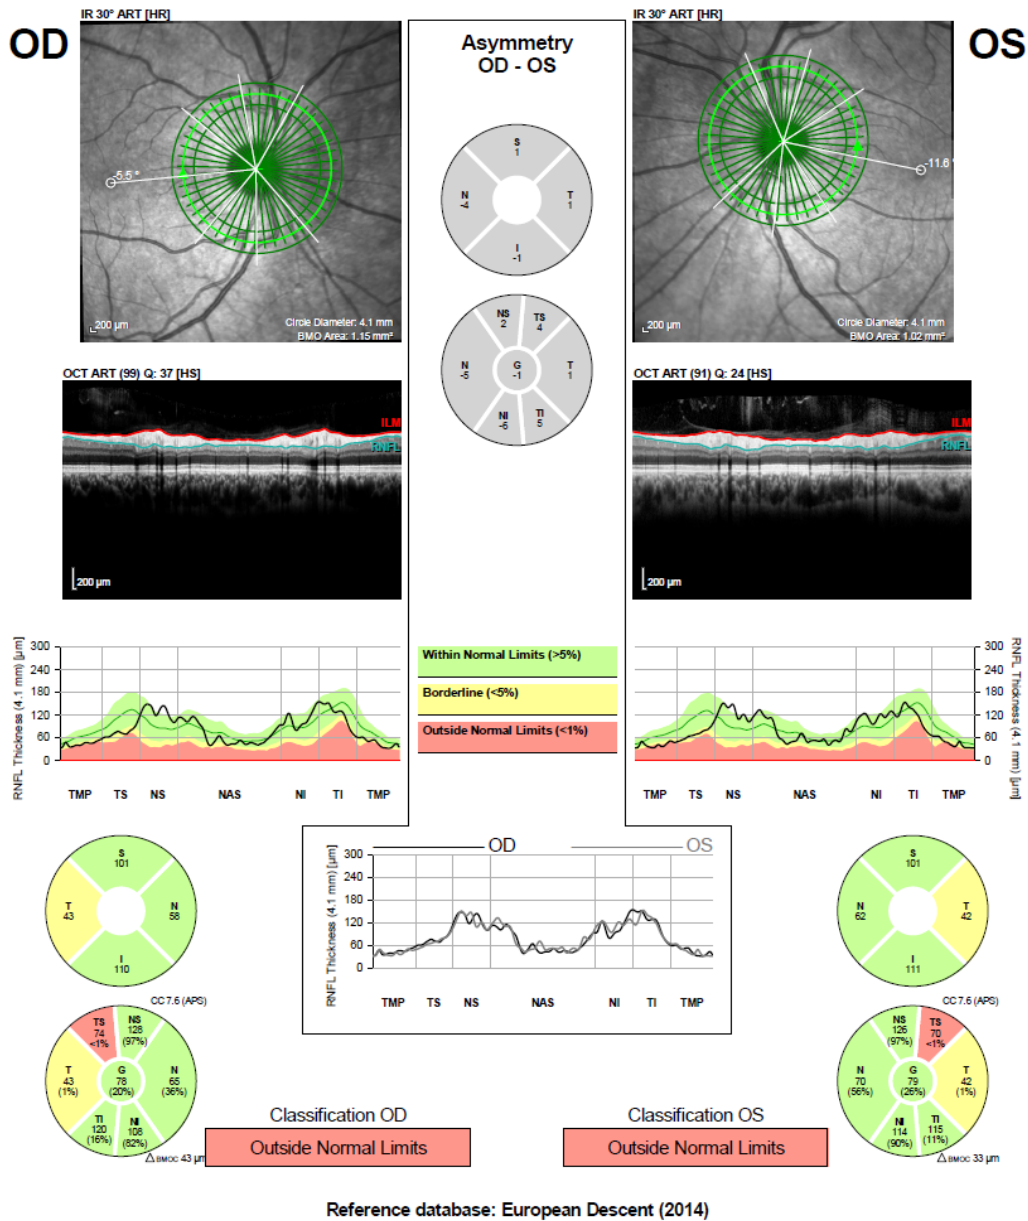 IR 30° ART [HR]
OD
-5.5 °
200 µm
Circle Diameter: 4.1 mm
BMO Area: 1.15 mm²
Asymmetry
OD - OS
S
1
N
-4
T
1
I
-1
NS
2
TS
4
N
-5
G
-1
T
1
NI
-6
TI
5
IR 30° ART [HR]
OS
-11.6 °
200 µm
Circle Diameter: 4.1 mm
BMO Area: 1.02 mm²
OCT ART (99) Q: 37 [HS]
ILM
RNFL
200 µm
OCT ART (91) Q: 24 [HS]
ILM
RNFL
200 µm
RNFL Thickness (4.1 mm) [µm]
300
240
180
120
60
0
TMP TS NS NAS NI TI TMP
Within Normal Limits (>5%)
Borderline (<5%)
Outside Normal Limits (<1%)
300
240
180
120
60
0
RNFL Thickness (4.1 mm) [µm]
TMP TS NS NAS NI TI TMP
S
101
T
43
N
58
I
110
OD OS
RNFL Thickness (4.1 mm) [µm]
300
240
180
120
60
0
TMP TS NS NAS NI TI TMP
S
101
N
62
T
42
I
111
CC 7.6 (APS)
TS
74
<1%
NS
128
(97%)
T
43
(1%)
G
78
(20%)
N
65
(36%)
TI
120
(16%)
NI
108
(82%)
Δ BMOC 43 µm
Classification OD
Outside Normal Limits
Classification OS
Outside Normal Limits
CC 7.6 (APS)
NS
126
(97%)
TS
70
<1%
N
70
(56%)
G
79
(26%)
T
42
(1%)
NI
114
(90%)
TI
115
(11%)
Δ BMOC 33 µm
Reference database: European Descent (2014)